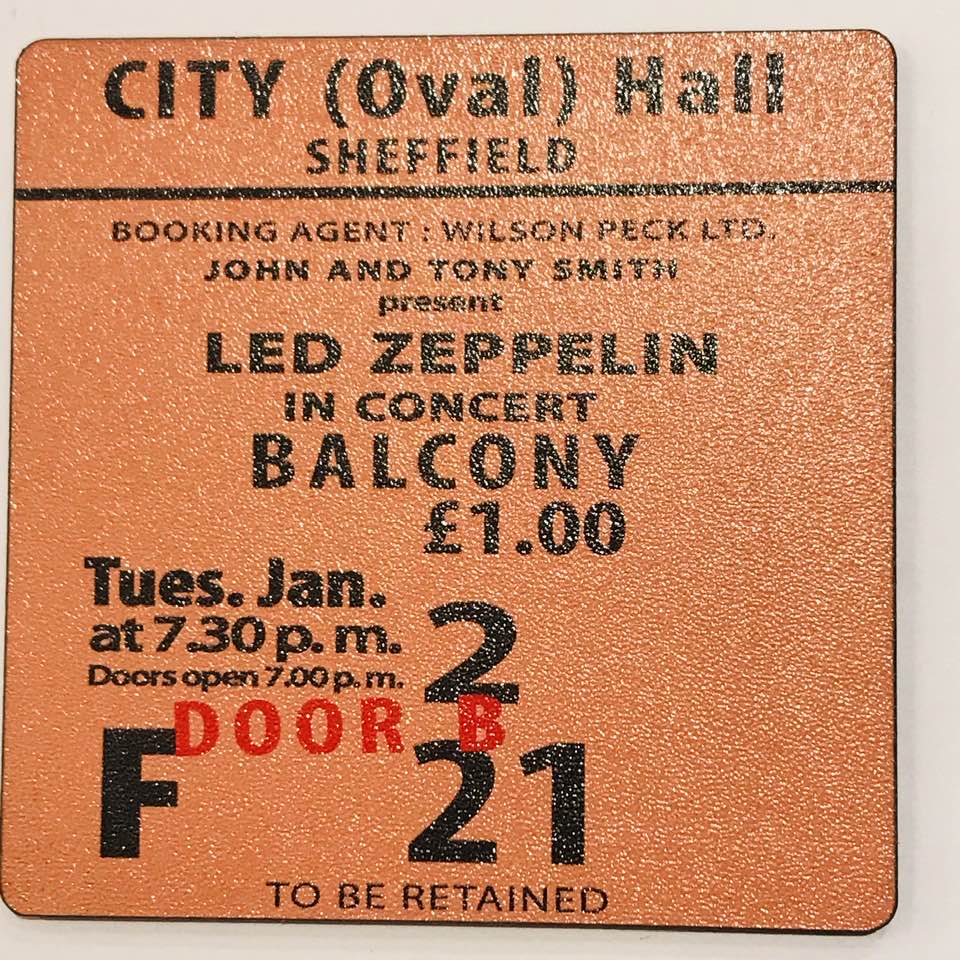 CITY (Oval) Hall
SHEFFIELD
BOOKING AGENT : WILSON PECK LTD.
JOHN AND TONY SMITH
present
LED ZEPPELIN
IN CONCERT
BALCONY
£1.00
Tues. Jan. 2
at 7.30 p. m.
Doors open 7.00 p. m.
DOOR B
F 21
TO BE RETAINED